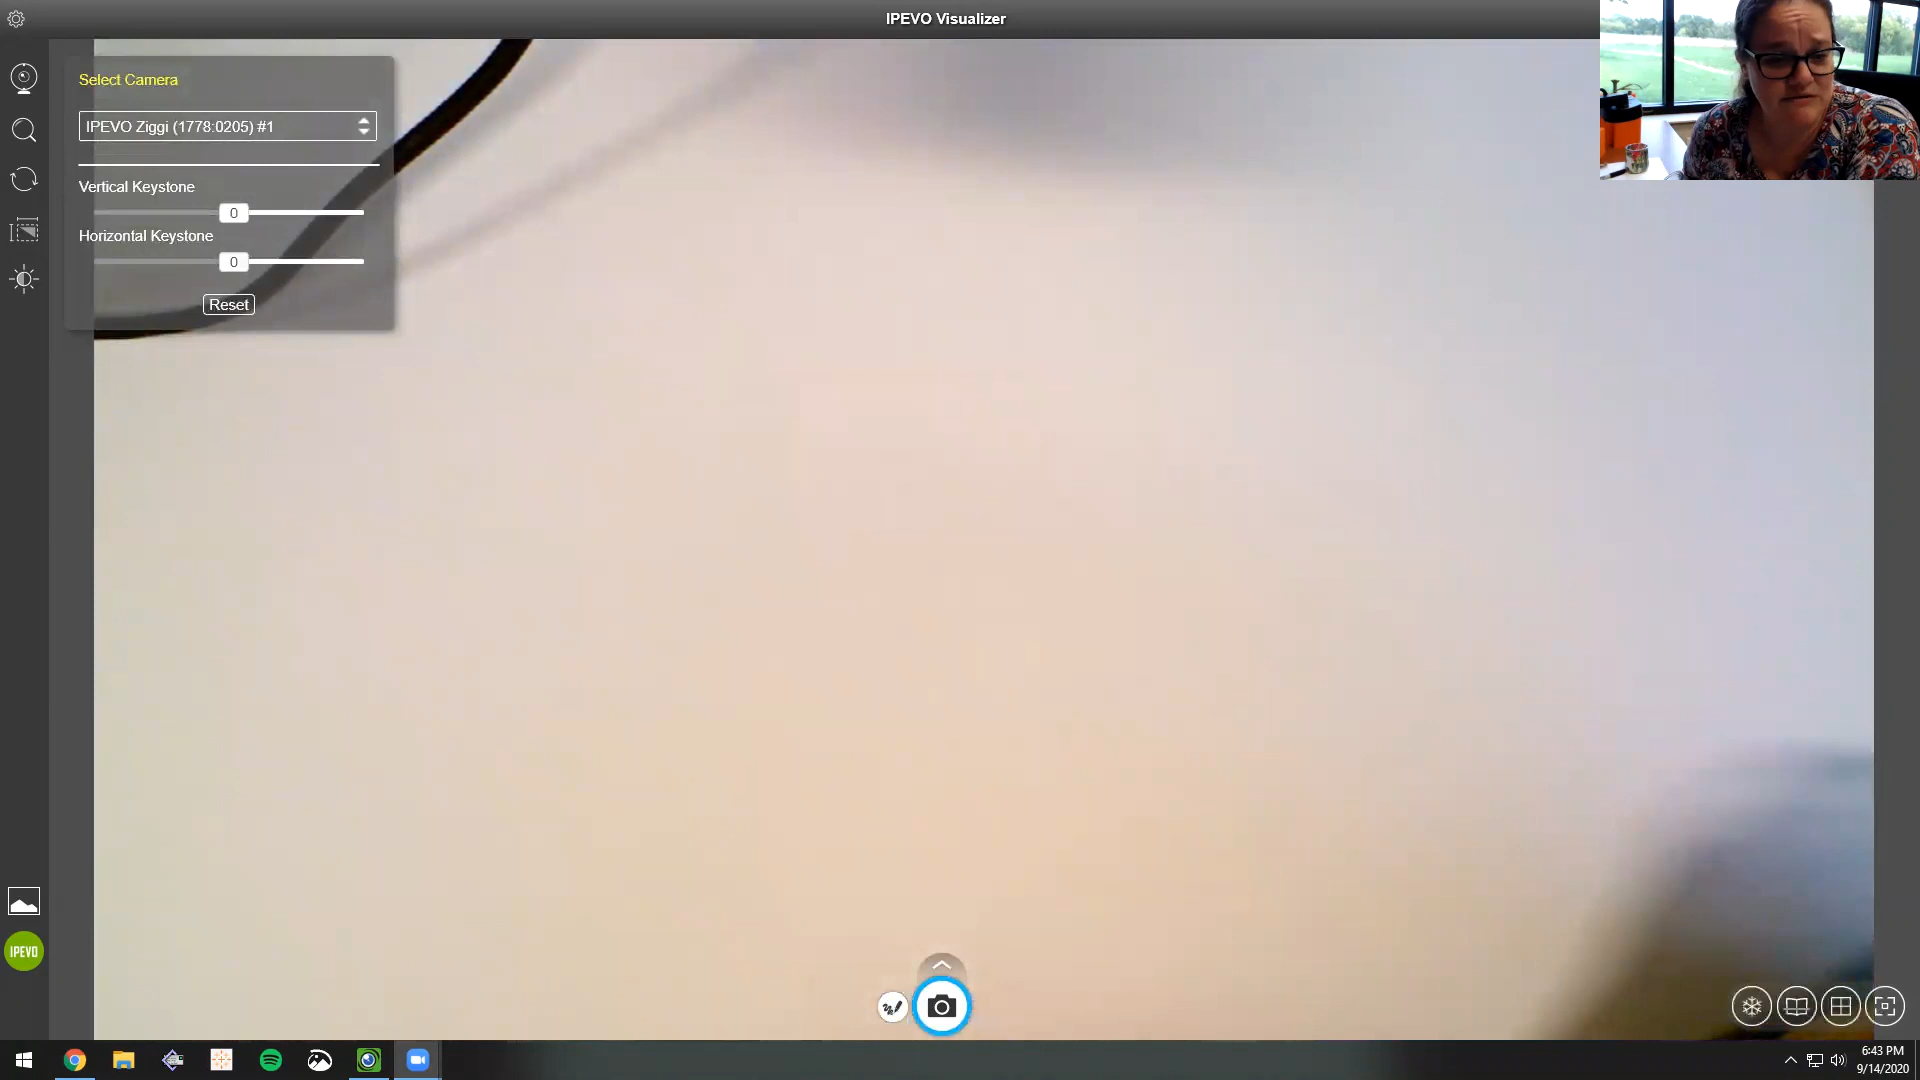 IPEVO Visualizer
Select Camera
IPEVO Ziggi (1778:0205) #1
Vertical Keystone
0
Horizontal Keystone
0
Reset
IPEVO
6:43 PM
9/14/2020